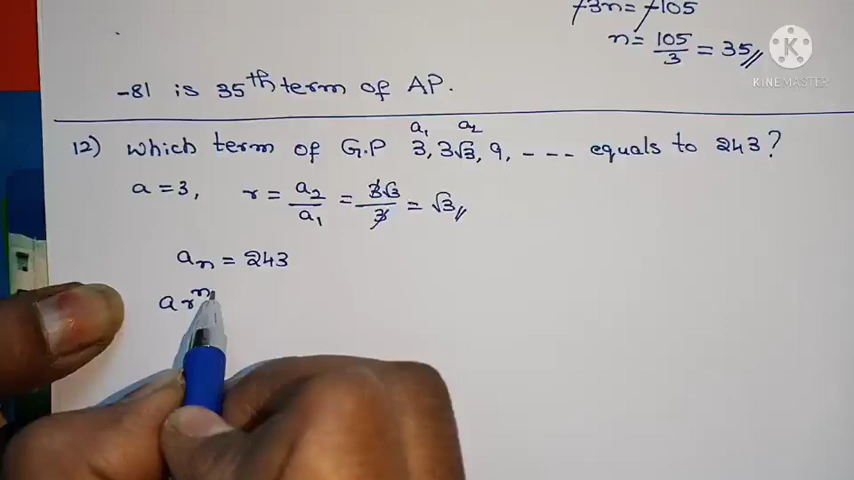 -3n = -105
n = 105/3 = 35//
K
KINEMASTER
-81 is 35th term of AP.
a₁ a₂
12) which term of G.P 3, 3√3, 9, ---- equals to 243?
a = 3, r = a₂/a₁ = 3√3/3 = √3//
aₙ = 243
arⁿ